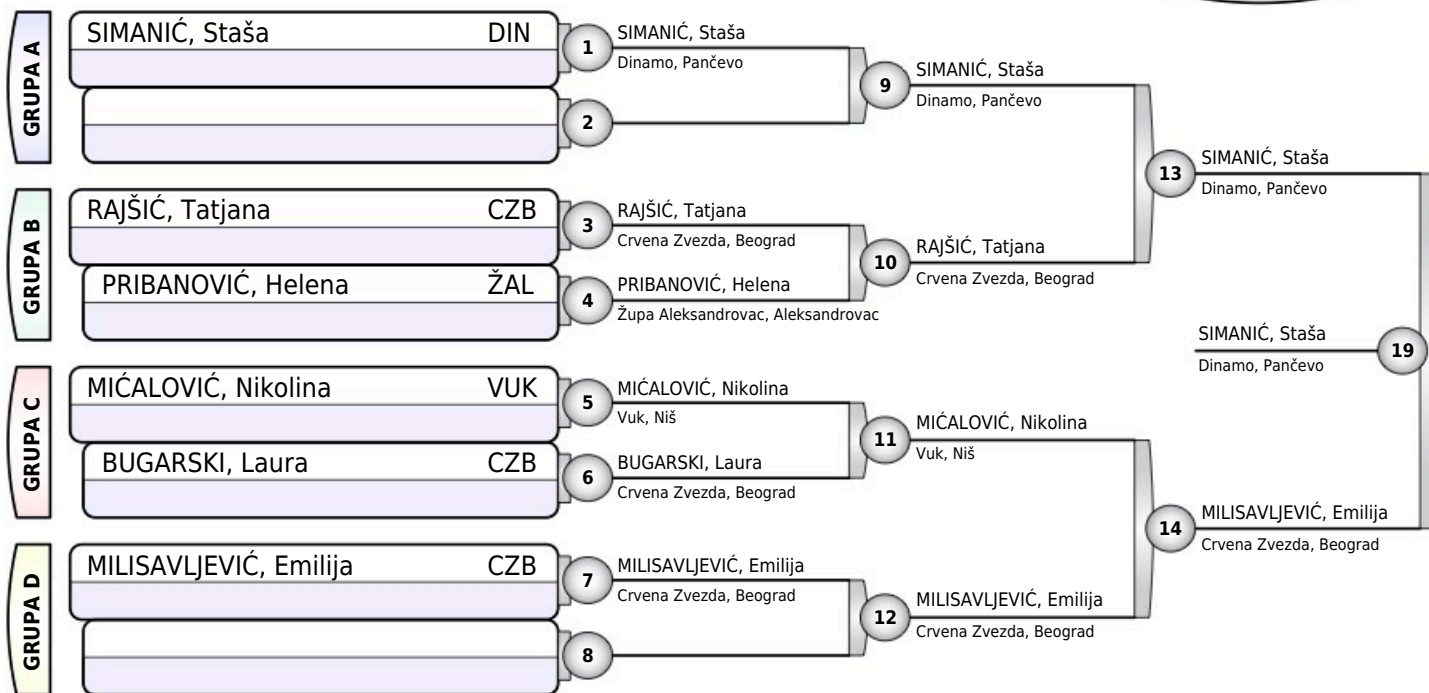 GRUPA A
SIMANIĆ, Staša DIN
1
SIMANIĆ, Staša
Dinamo, Pančevo
2
9
SIMANIĆ, Staša
Dinamo, Pančevo
GRUPA B
RAJŠIĆ, Tatjana CZB
3
RAJŠIĆ, Tatjana
Crvena Zvezda, Beograd
PRIBANOVIĆ, Helena ŽAL
4
PRIBANOVIĆ, Helena
Župa Aleksandrovac, Aleksandrovac
10
RAJŠIĆ, Tatjana
Crvena Zvezda, Beograd
13
SIMANIĆ, Staša
Dinamo, Pančevo
SIMANIĆ, Staša
Dinamo, Pančevo
19
GRUPA C
MIĆALOVIĆ, Nikolina VUK
5
MIĆALOVIĆ, Nikolina
Vuk, Niš
BUGARSKI, Laura CZB
6
BUGARSKI, Laura
Crvena Zvezda, Beograd
11
MIĆALOVIĆ, Nikolina
Vuk, Niš
14
MILISAVLJEVIĆ, Emilija
Crvena Zvezda, Beograd
GRUPA D
MILISAVLJEVIĆ, Emilija CZB
7
MILISAVLJEVIĆ, Emilija
Crvena Zvezda, Beograd
8
12
MILISAVLJEVIĆ, Emilija
Crvena Zvezda, Beograd